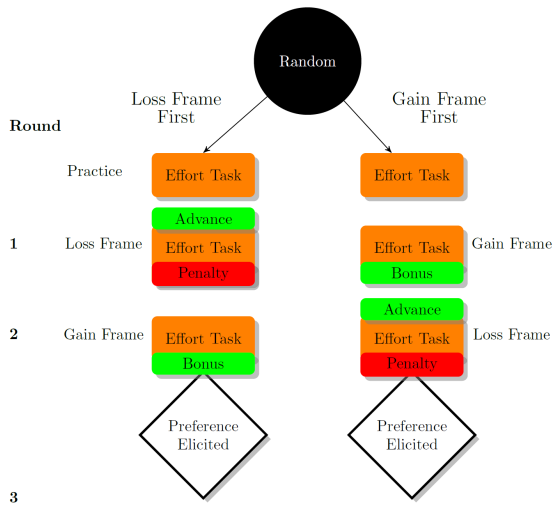 Random
Loss Frame
First
Gain Frame
First
Round
Practice
Effort Task
Effort Task
Advance
1
Loss Frame
Effort Task
Penalty
Effort Task
Gain Frame
Bonus
Advance
2
Gain Frame
Effort Task
Bonus
Effort Task
Loss Frame
Penalty
Preference
Elicited
Preference
Elicited
3